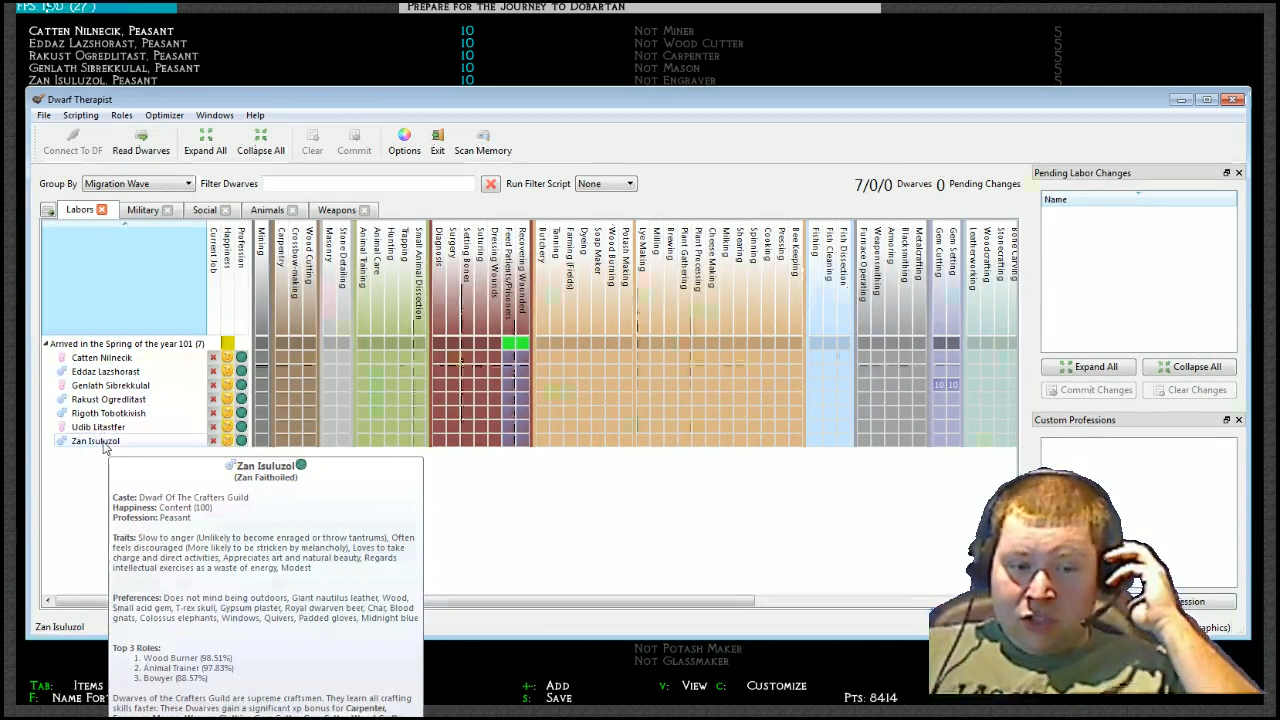 FPS: 150 (27)
Prepare for the Journey to Dobartan
Catten Nilnecik, Peasant 10 Not Miner 5
Eddaz Lazshorast, Peasant 10 Not Wood Cutter 5
Rakust Ogredlitast, Peasant 10 Not Carpenter 5
Genlath Sibrekkulal, Peasant 10 Not Mason 5
Zan Isuluzol, Peasant 10 Not Engraver 5
Dwarf Therapist
File Scripting Roles Optimizer Windows Help
Connect To DF Read Dwarves Expand All Collapse All Clear Commit Options Exit Scan Memory
Group By Migration Wave Filter Dwarves Run Filter Script None 7/0/0 Dwarves 0 Pending Changes
Labors Military Social Animals Weapons
Current Job
Happiness
Profession
Mining
Carpentry
Crossbow-making
Wood Cutting
Masonry
Stone Detailing
Animal Training
Animal Care
Hunting
Trapping
Small Animal Dissection
Diagnosis
Surgery
Setting Bones
Suturing
Dressing Wounds
Feed Patients/Prisoners
Recovering Wounded
Butchery
Tanning
Farming (Fields)
Dyeing
Soap Maker
Wood Burning
Potash Making
Lye Making
Milling
Brewing
Plant Gathering
Plant Processing
Cheese Making
Milking
Shearing
Spinning
Cooking
Pressing
Bee Keeping
Fishing
Fish Cleaning
Fish Dissection
Furnace Operating
Weaponsmithing
Armoring
Blacksmithing
Metalcrafting
Gem Cutting
Gem Setting
Leatherworking
Woodcrafting
Stonecrafting
Bone Carving
Arrived in the Spring of the year 101 (7)
Catten Nilnecik
Eddaz Lazshorast
Genlath Sibrekkulal 10 10
Rakust Ogredlitast
Rigoth Tobotkivish
Udib Litastfer
Zan Isuluzol
Zan Isuluzol
(Zan Faithoiled)
Caste: Dwarf Of The Crafters Guild
Happiness: Content (100)
Profession: Peasant
Traits: Slow to anger (Unlikely to become enraged or throw tantrums), Often
feels discouraged (More likely to be stricken by melancholy), Loves to take
charge and direct activities, Appreciates art and natural beauty, Regards
intellectual exercises as a waste of energy, Modest
Preferences: Does not mind being outdoors, Giant nautilus leather, Wood,
Small acid gem, T-rex skull, Gypsum plaster, Royal dwarven beer, Char, Blood
gnats, Colossus elephants, Windows, Quivers, Padded gloves, Midnight blue
Top 3 Roles:
1. Wood Burner (98.51%)
2. Animal Trainer (97.83%)
3. Bowyer (88.57%)
Dwarves of the Crafters Guild are supreme craftsmen. They learn all crafting
skills faster. These Dwarves gain a significant xp bonus for Carpenter,
Pending Labor Changes
Name
Expand All Collapse All
Commit Changes Clear Changes
Custom Professions
Zan Isuluzol
Not Potash Maker
Not Glassmaker
Tab: Items +-: Add V: View C: Customize Pts: 8414
F: Name Fort S: Save